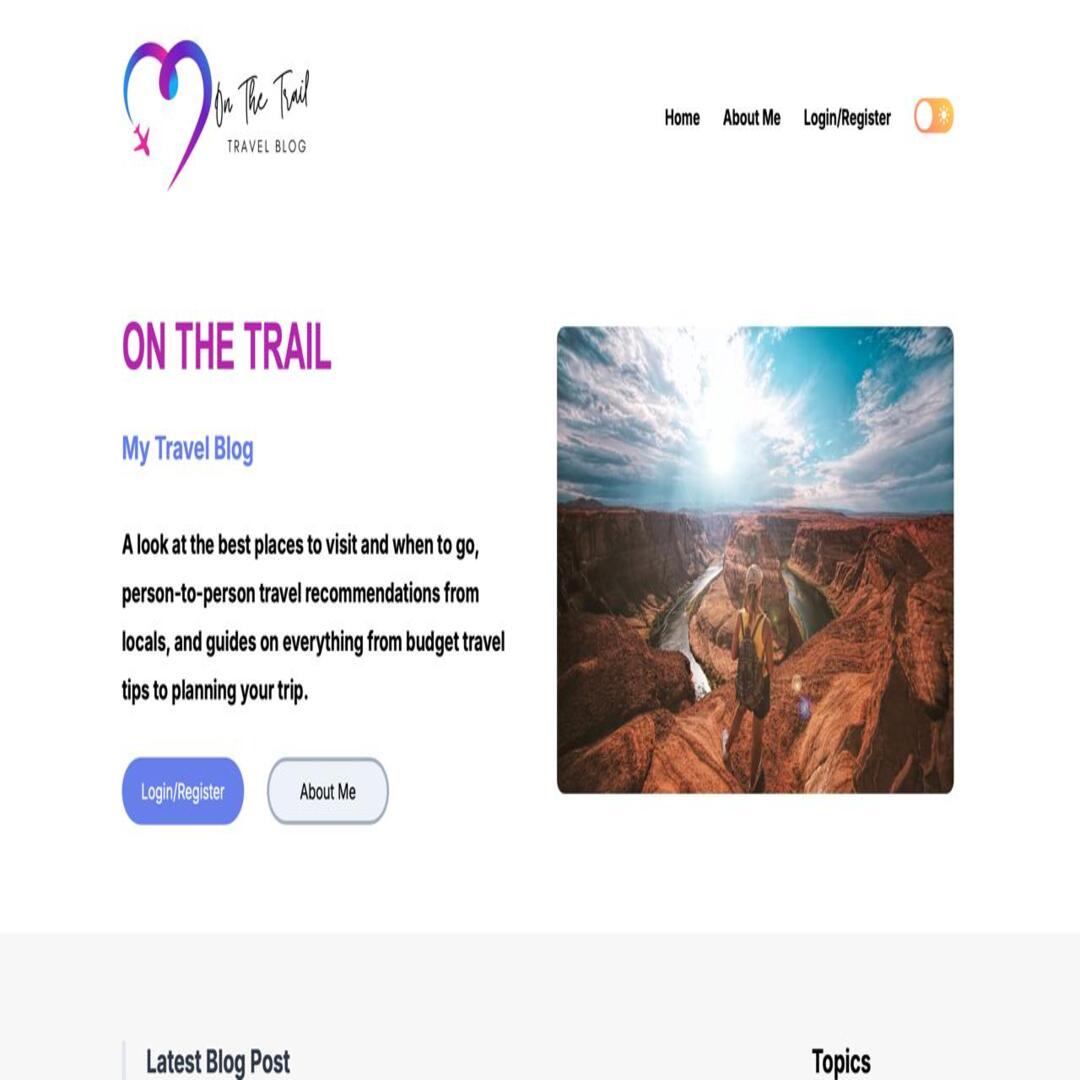 On The Trail
TRAVEL BLOG
Home About Me Login/Register
ON THE TRAIL
My Travel Blog
A look at the best places to visit and when to go,
person-to-person travel recommendations from
locals, and guides on everything from budget travel
tips to planning your trip.
Login/Register About Me
Latest Blog Post
Topics